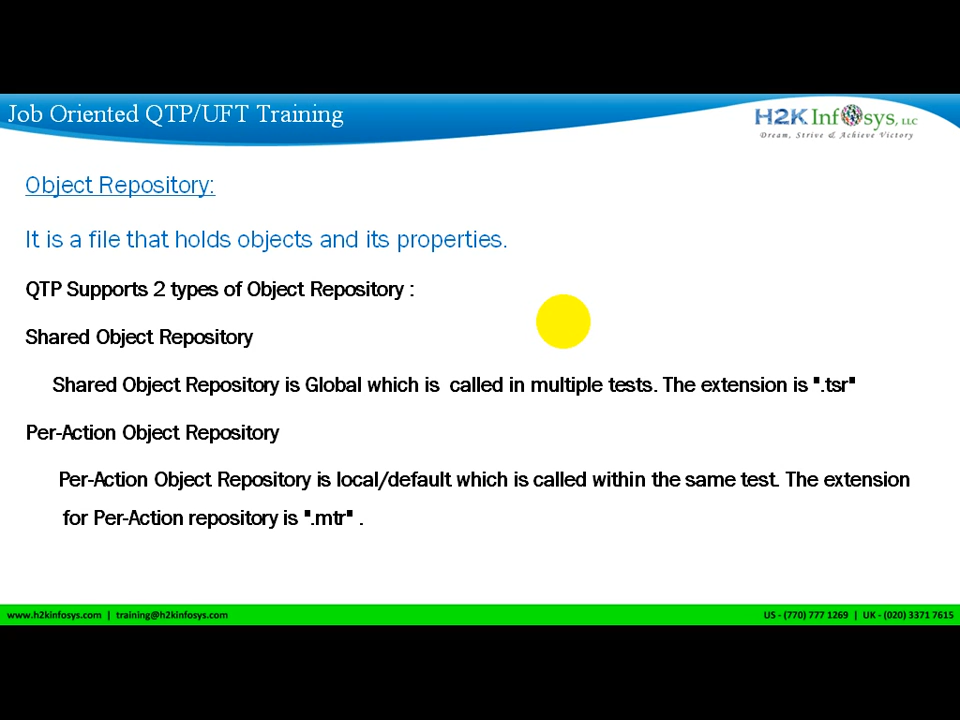 Job Oriented QTP/UFT Training
H2K Infosys, LLC
Dream, Strive & Achieve Victory
Object Repository:
It is a file that holds objects and its properties.
QTP Supports 2 types of Object Repository :
Shared Object Repository
Shared Object Repository is Global which is called in multiple tests. The extension is ".tsr"
Per-Action Object Repository
Per-Action Object Repository is local/default which is called within the same test. The extension
for Per-Action repository is ".mtr" .
www.h2kinfosys.com | training@h2kinfosys.com
US - (770) 777 1269 | UK - (020) 3371 7615